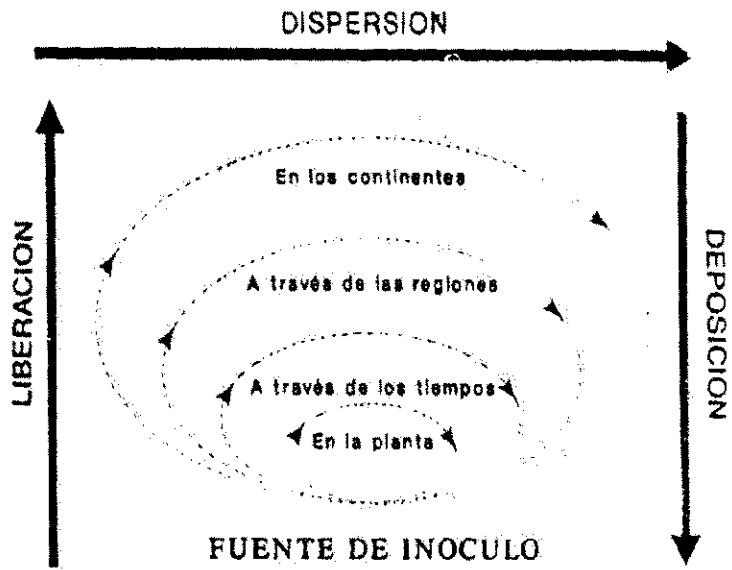 DISPERSION
En los continentes
LIBERACION
A través de las regiones
DEPOSICION
A través de los tiempos
En la planta
FUENTE DE INOCULO